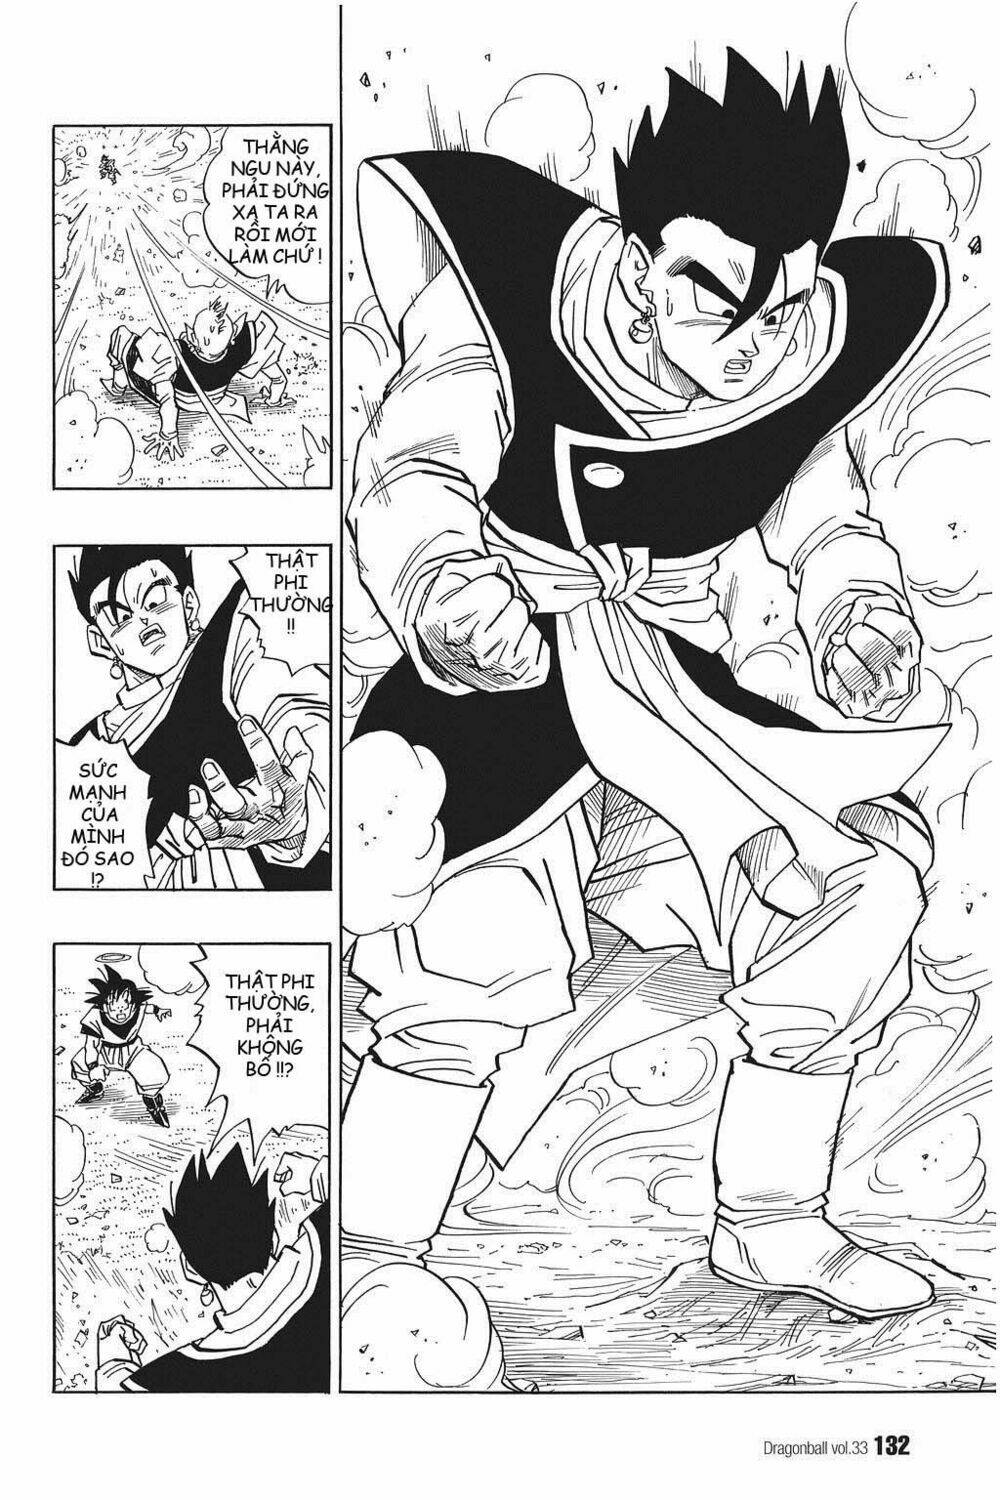 THẰNG
NGU NÀY,
PHẢI ĐỨNG
XA TA RA
RỒI MỚI
LÀM CHỨ !
THẬT
PHI
THƯỜNG
!!
SỨC
MẠNH
CỦA
MÌNH
ĐÓ SAO
!?
THẬT PHI
THƯỜNG,
PHẢI
KHÔNG
BỐ !!?
Dragonball vol.33 132